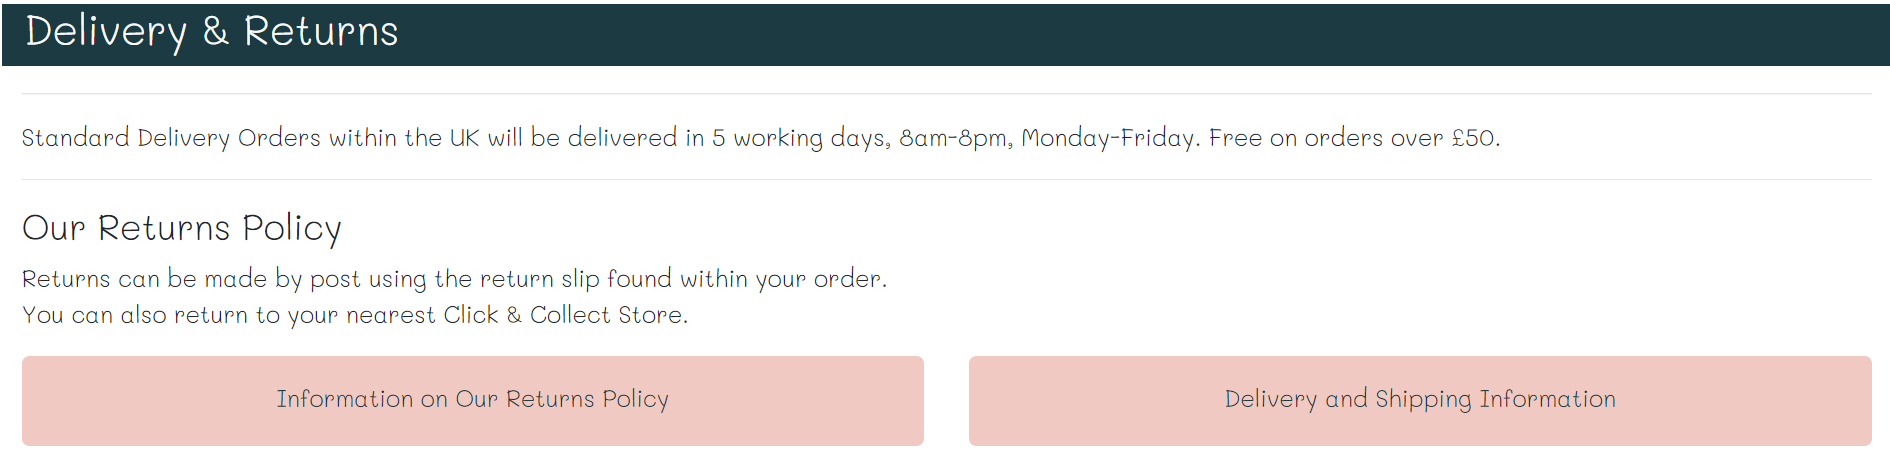 Delivery & Returns
Standard Delivery Orders within the UK will be delivered in 5 working days, 8am-8pm, Monday-Friday. Free on orders over £50.
Our Returns Policy
Returns can be made by post using the return slip found within your order.
You can also return to your nearest Click & Collect Store.
Information on Our Returns Policy
Delivery and Shipping Information